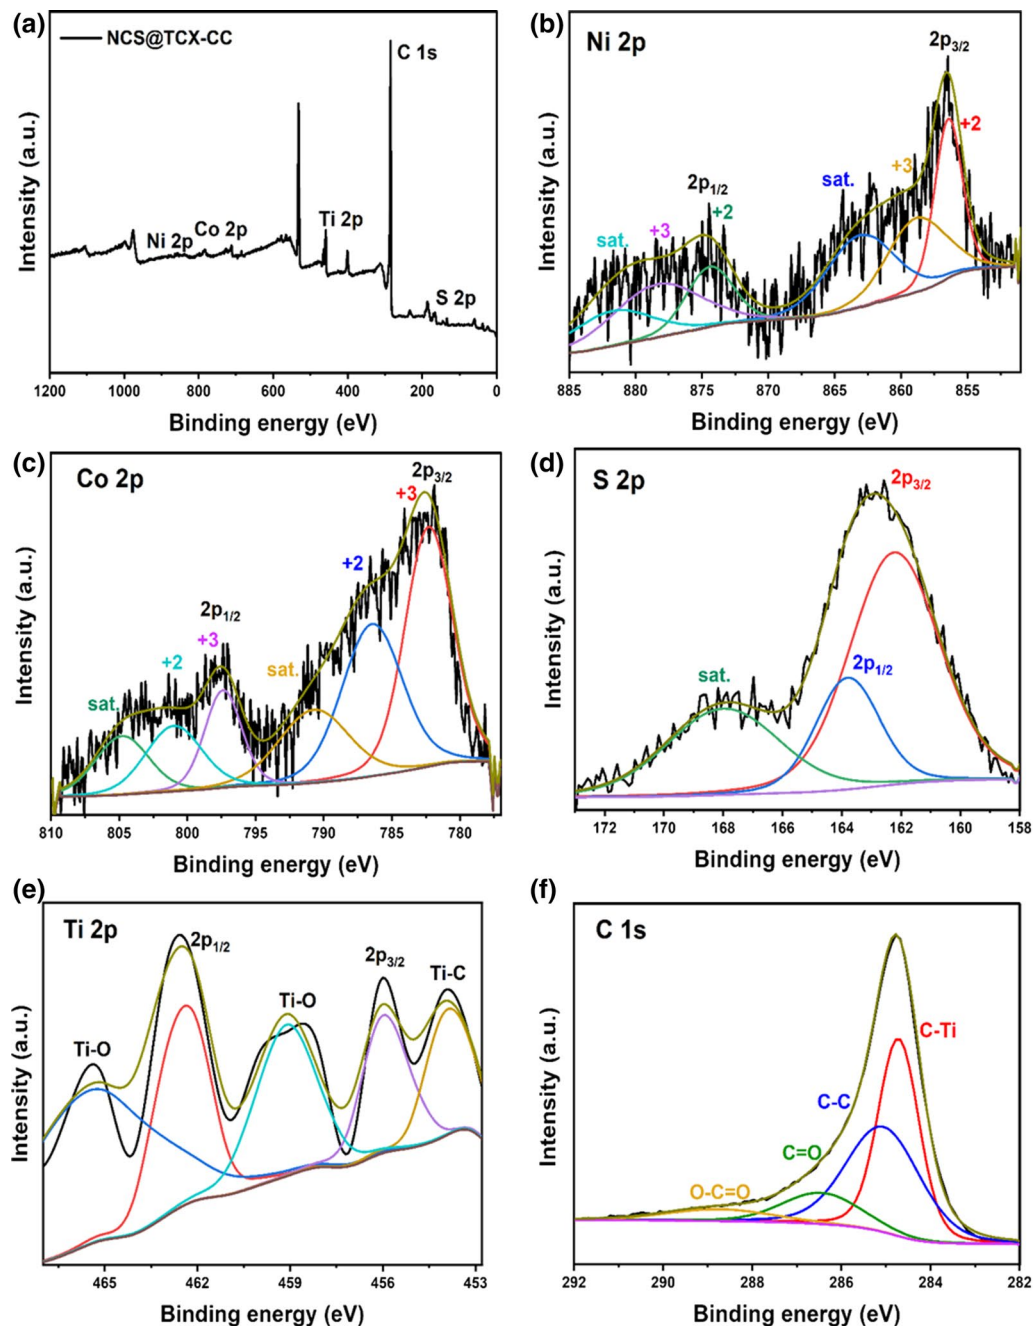 (a)
NCS@TCX-CC
C 1s
Ti 2p
Co 2p
Ni 2p
S 2p
Intensity (a.u.)
1200 1000 800 600 400 200 0
Binding energy (eV)
(b)
Ni 2p
2p3/2
+2
+3
sat.
2p1/2
+2
+3
sat.
Intensity (a.u.)
885 880 875 870 865 860 855
Binding energy (eV)
(c)
Co 2p
2p3/2
+3
+2
2p1/2
+3
+2
sat.
sat.
Intensity (a.u.)
810 805 800 795 790 785 780
Binding energy (eV)
(d)
S 2p
2p3/2
2p1/2
sat.
Intensity (a.u.)
172 170 168 166 164 162 160 158
Binding energy (eV)
(e)
Ti 2p
2p1/2
2p3/2
Ti-C
Ti-O
Ti-O
Intensity (a.u.)
465 462 459 456 453
Binding energy (eV)
(f)
C 1s
C-Ti
C-C
C=O
O-C=O
Intensity (a.u.)
292 290 288 286 284 282
Binding energy (eV)